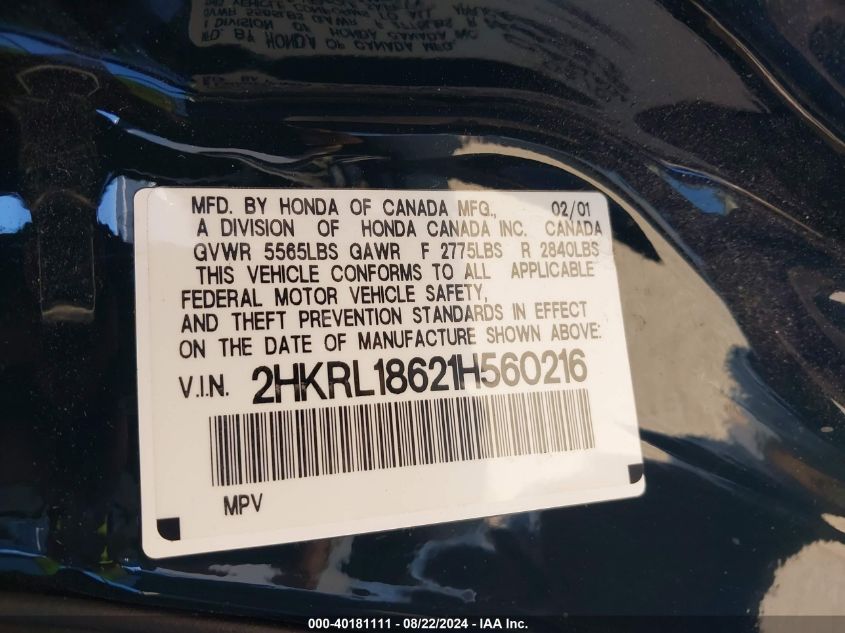 MFD. BY HONDA OF CANADA MFG., 02/01
A DIVISION OF HONDA CANADA INC. CANADA
GVWR 5565LBS GAWR F 2775LBS R 2840LBS
THIS VEHICLE CONFORMS TO ALL APPLICABLE
FEDERAL MOTOR VEHICLE SAFETY,
AND THEFT PREVENTION STANDARDS IN EFFECT
ON THE DATE OF MANUFACTURE SHOWN ABOVE:
V.I.N. 2HKRL18621H560216
MPV
000-40181111 - 08/22/2024 - IAA Inc.